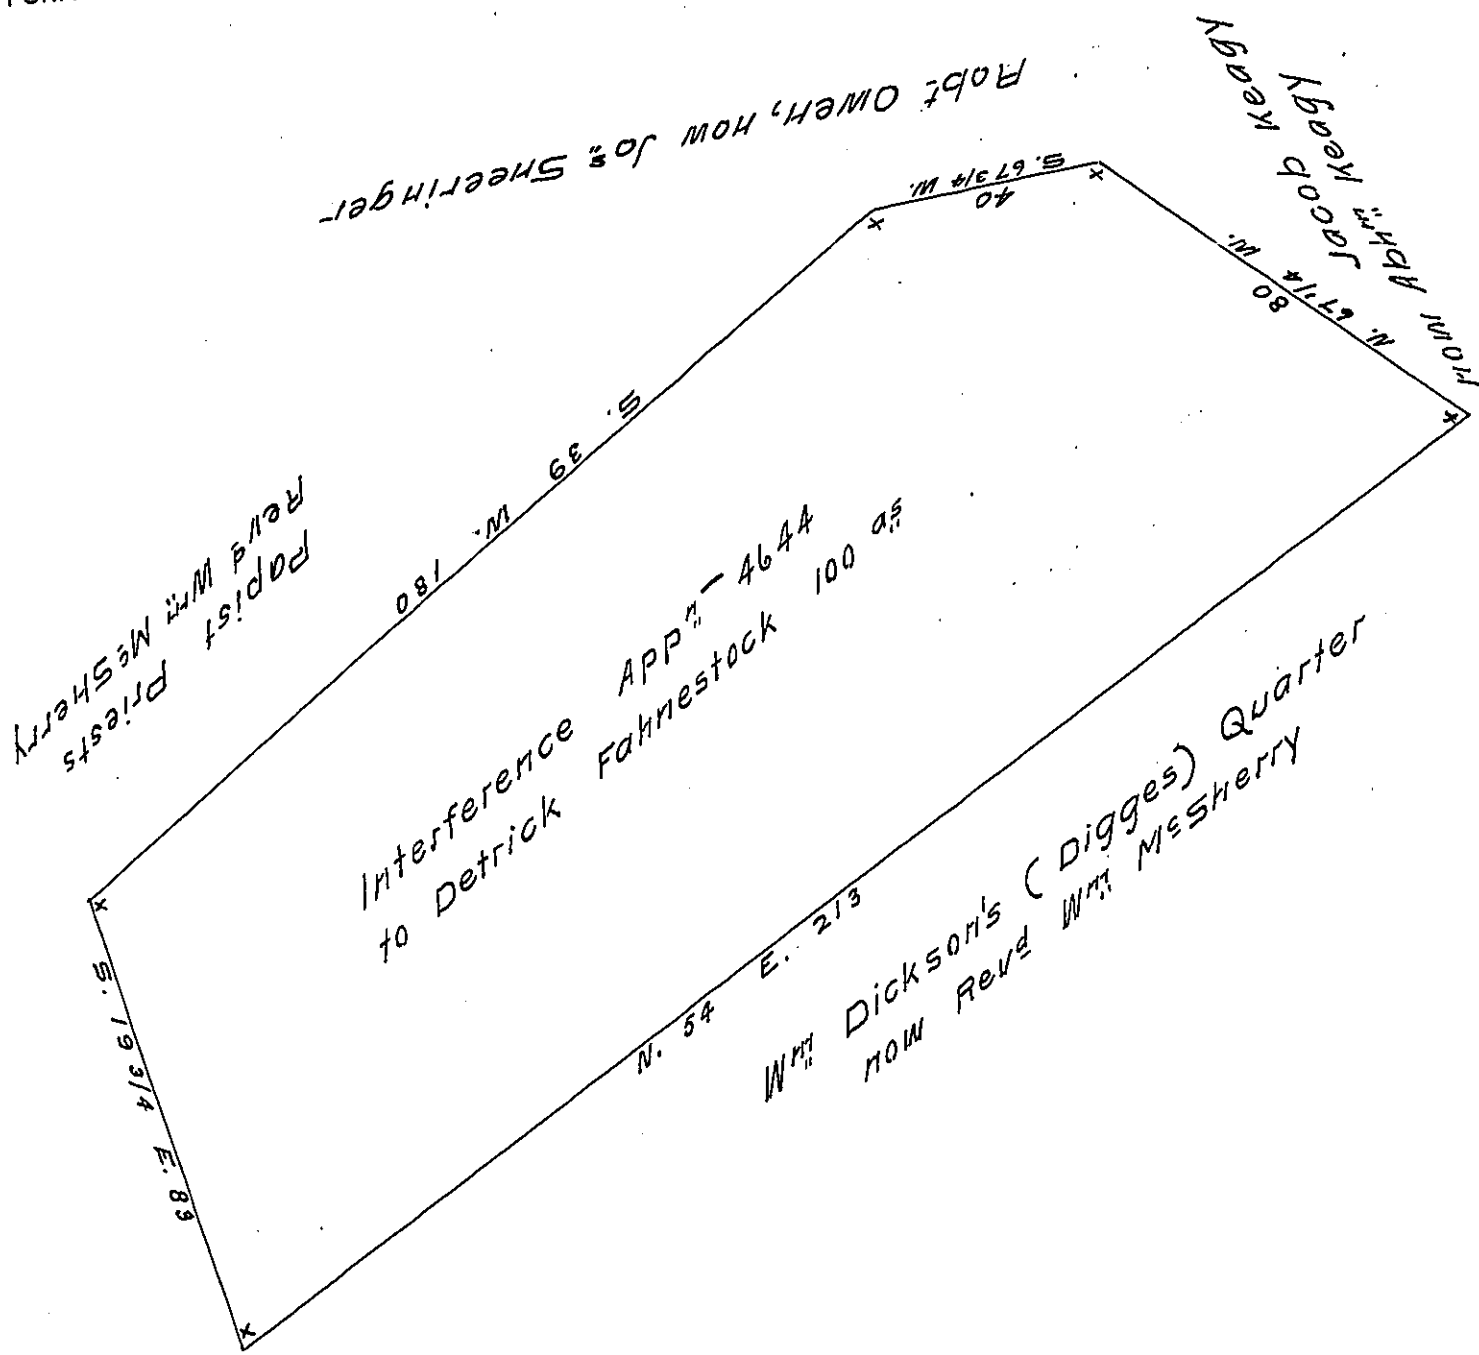 Robt Owen, now Jos Sneeringer
S. 67 3/4 W.
40
Jacob Keagy
now Abhm Keagy
N. 67 1/4 W.
80
S. 39 W. 180
Papist Priests
Revd Wm McSherry
Interference Appn - 4644
to Detrick Fahnestock 100 as
S. 19 3/4 E. 83
N. 54 E. 213
Wm Dickson's (Digges) Quarter
now Revd Wm McSherry